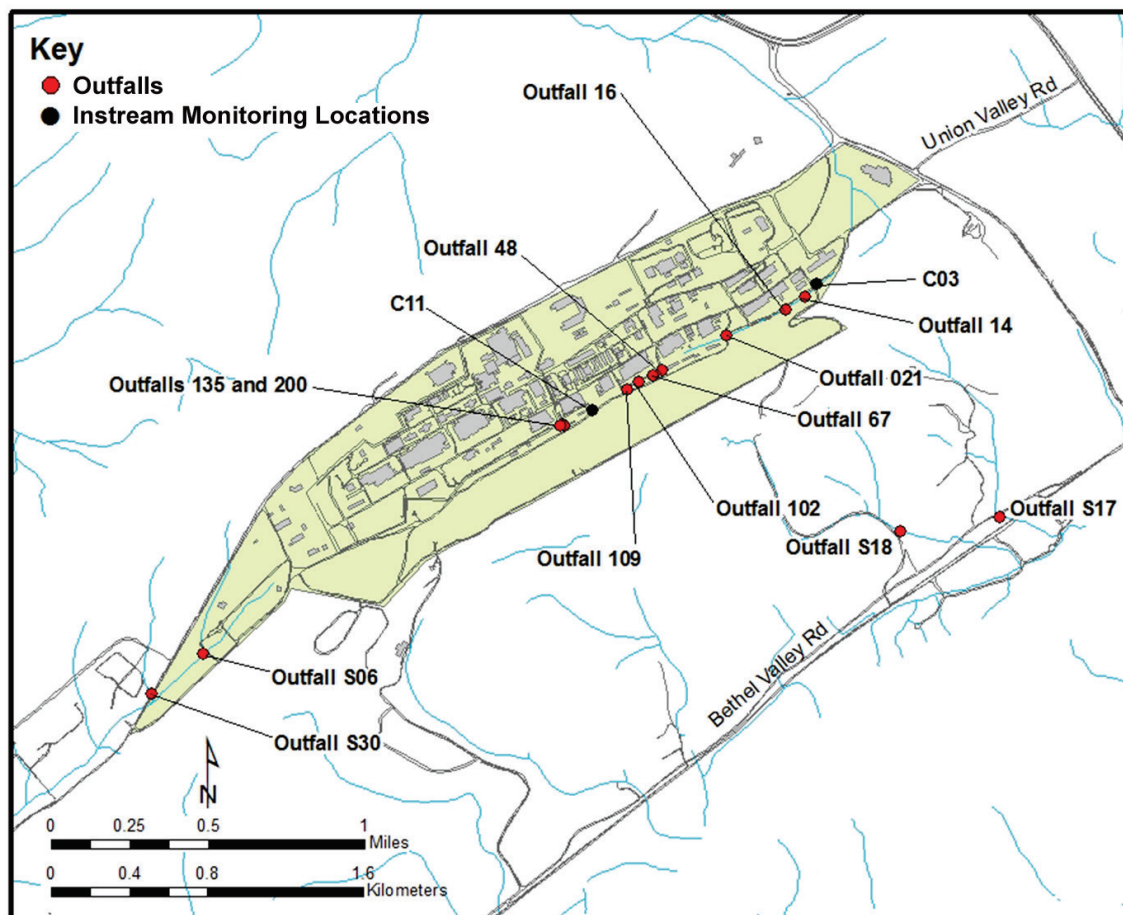 Key
Outfalls
Instream Monitoring Locations
Outfall 16
Union Valley Rd
Outfall 48
C11
C03
Outfall 14
Outfalls 135 and 200
Outfall 021
Outfall 67
Outfall 102
Outfall S17
Outfall S18
Outfall 109
Bethel Valley Rd
Outfall S06
Outfall S30
N
0 0.25 0.5 1
Miles
0 0.4 0.8 1.6
Kilometers